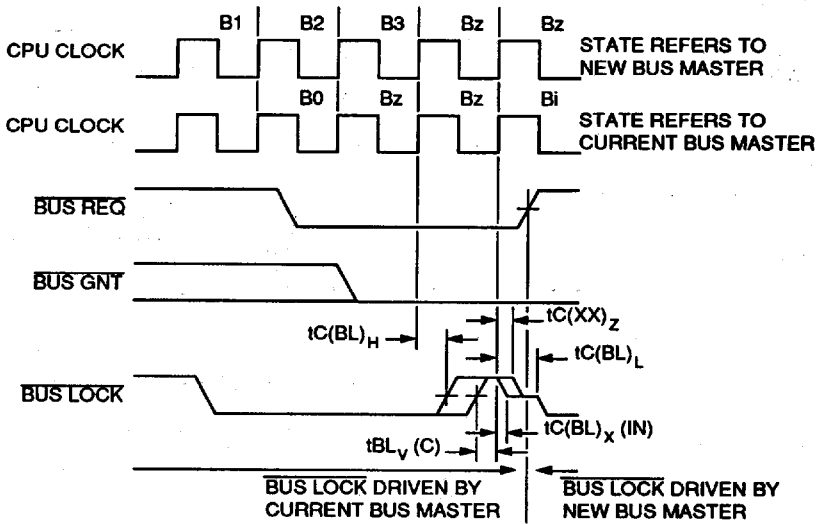 B1 B2 B3 Bz Bz
CPU CLOCK
STATE REFERS TO
NEW BUS MASTER
B0 Bz Bz Bi
CPU CLOCK
STATE REFERS TO
CURRENT BUS MASTER
BUS REQ
BUS GNT
tC(XX)Z
tC(BL)H
tC(BL)L
BUS LOCK
tC(BL)X (IN)
tBLV (C)
BUS LOCK DRIVEN BY
CURRENT BUS MASTER
BUS LOCK DRIVEN BY
NEW BUS MASTER